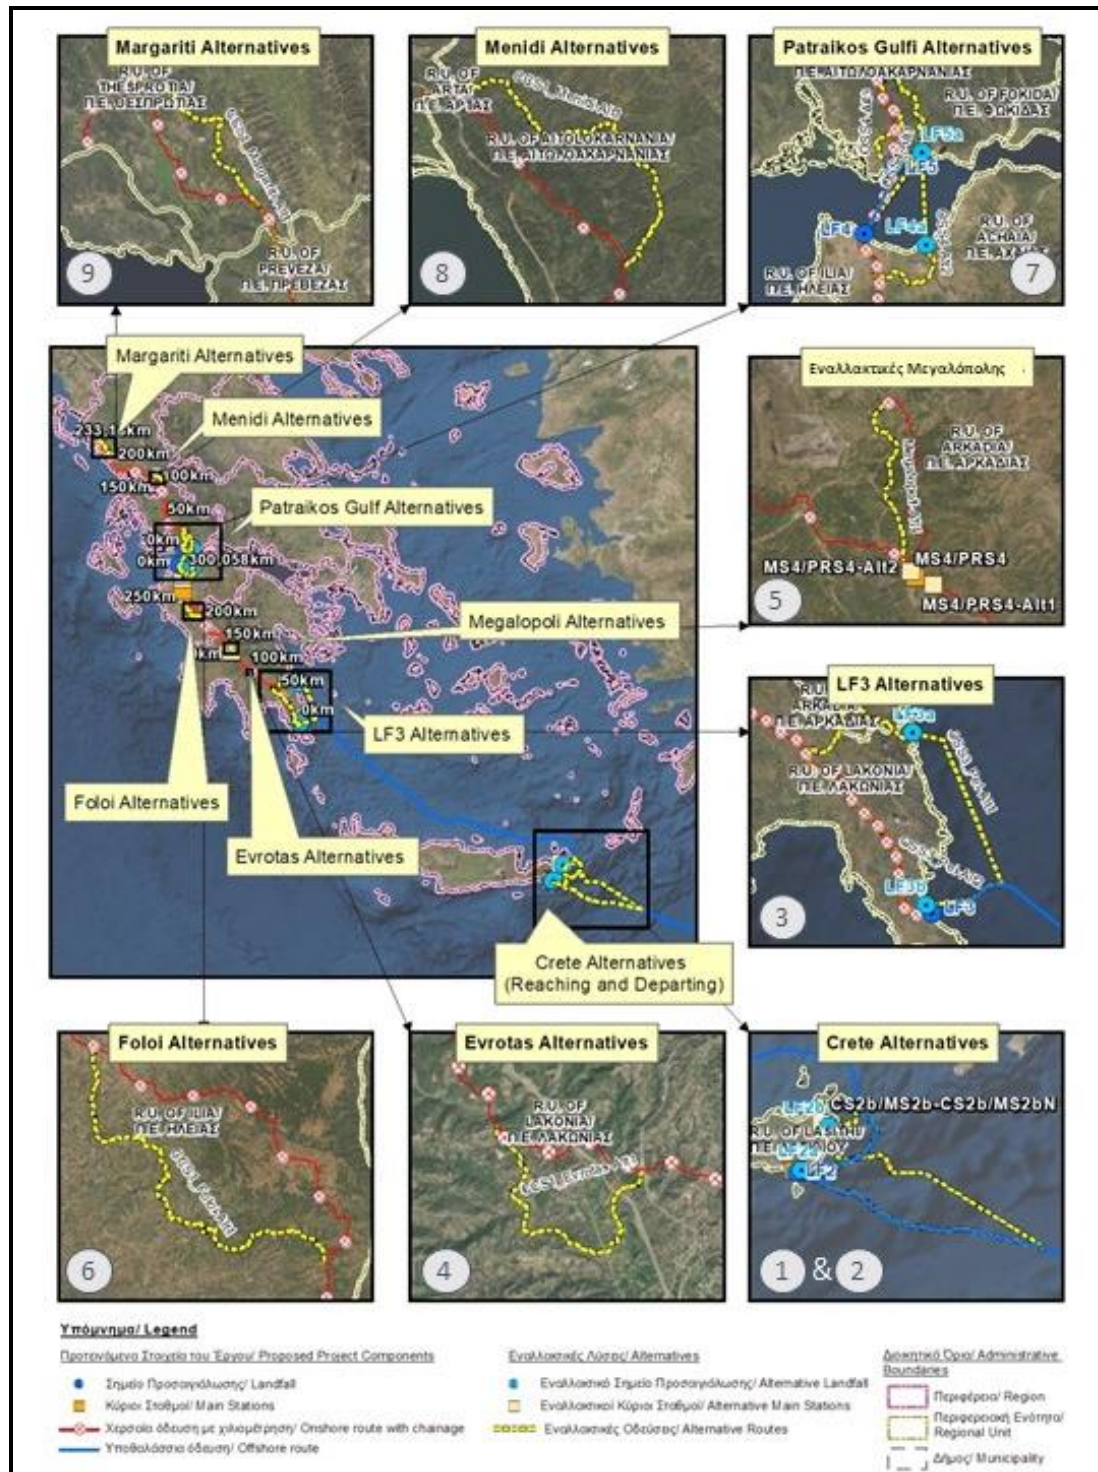 Margariti Alternatives
R.U. OF
THESPROTIA/
Π.Ε. ΘΕΣΠΡΩΤΙΑΣ
R.U. OF
PREVEZA/
Π.Ε. ΠΡΕΒΕΖΑΣ
9
Menidi Alternatives
R.U. OF
ARTA/
Π.Ε. ΑΡΤΑΣ
R.U. OF AITOLOKARNANIA/
Π.Ε. ΑΙΤΩΛΟΑΚΑΡΝΑΝΙΑΣ
8
Patraikos Gulfi Alternatives
Π.Ε. ΑΙΤΩΛΟΑΚΑΡΝΑΝΙΑΣ
R.U. OF FOKIDA/
Π.Ε. ΦΩΚΙΔΑΣ
LF5a
LF5
LF4
LF4a
R.U. OF
ACHAIA/
Π.Ε. ΑΧΑΪΑΣ
R.U. OF ILIA/
Π.Ε. ΗΛΕΙΑΣ
7
Margariti Alternatives
Menidi Alternatives
200km
150km
100km
50km
Patraikos Gulf Alternatives
0km
0km
300,058km
250km
200km
150km
Megalopoli Alternatives
100km
50km
0km
LF3 Alternatives
Foloi Alternatives
Evrotas Alternatives
Crete Alternatives
(Reaching and Departing)
Εναλλακτικές Μεγαλόπολης
R.U. OF
ARKADIA/
Π.Ε. ΑΡΚΑΔΙΑΣ
MS4/PRS4-Alt2
MS4/PRS4
MS4/PRS4-Alt1
5
LF3 Alternatives
R.U. OF
ARKADIA/
Π.Ε. ΑΡΚΑΔΙΑΣ
LF3a
R.U. OF LAKONIA/
Π.Ε. ΛΑΚΩΝΙΑΣ
LF3b
LF3
3
Foloi Alternatives
R.U. OF ILIA/
Π.Ε. ΗΛΕΙΑΣ
6
Evrotas Alternatives
R.U. OF
LAKONIA/
Π.Ε. ΛΑΚΩΝΙΑΣ
4
Crete Alternatives
CS2b/MS2b-CS2b/MS2bN
LF2b
LF2
1 & 2
Υπόμνημα/ Legend
Προτεινόμενα Στοιχεία του Έργου/ Proposed Project Components
Σημείο Προσαιγιάλωσης/ Landfall
Κύριοι Σταθμοί/ Main Stations
Χερσαία όδευση με χιλιομέτρηση/ Onshore route with chainage
Υποθαλάσσια όδευση/ Offshore route
Εναλλακτικές Λύσεις/ Alternatives
Εναλλακτικό Σημείο Προσαιγιάλωσης/ Alternative Landfall
Εναλλακτικοί Κύριοι Σταθμοί/ Alternative Main Stations
Εναλλακτικές Οδεύσεις/ Alternative Routes
Διοικητικά Όρια/ Administrative
Boundaries
Περιφέρεια/ Region
Περιφερειακή Ενότητα/
Regional Unit
Δήμος/ Municipality